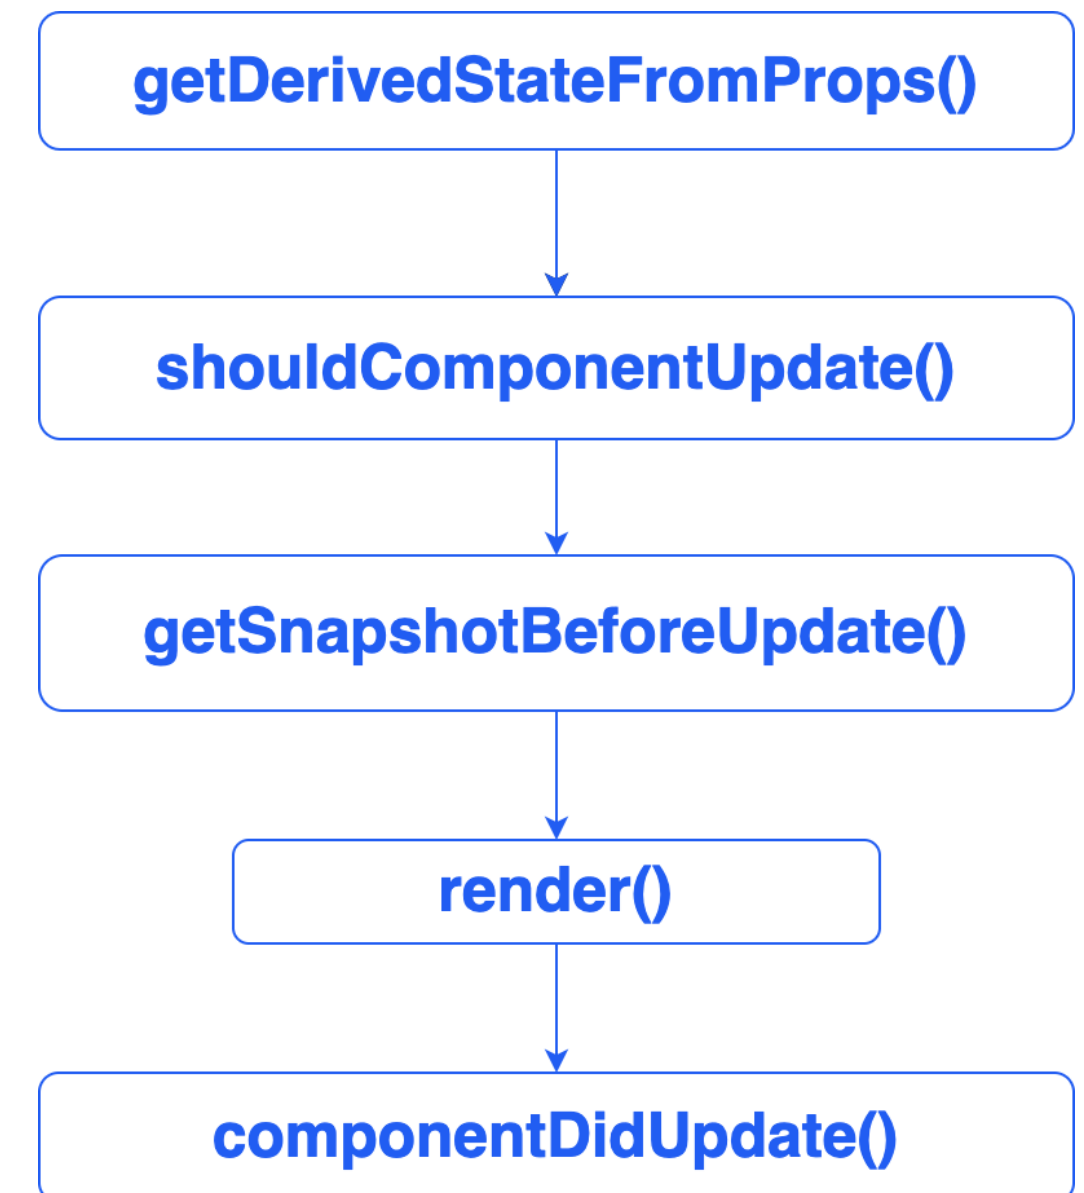 getDerivedStateFromProps()
shouldComponentUpdate()
getSnapshotBeforeUpdate()
render()
componentDidUpdate()